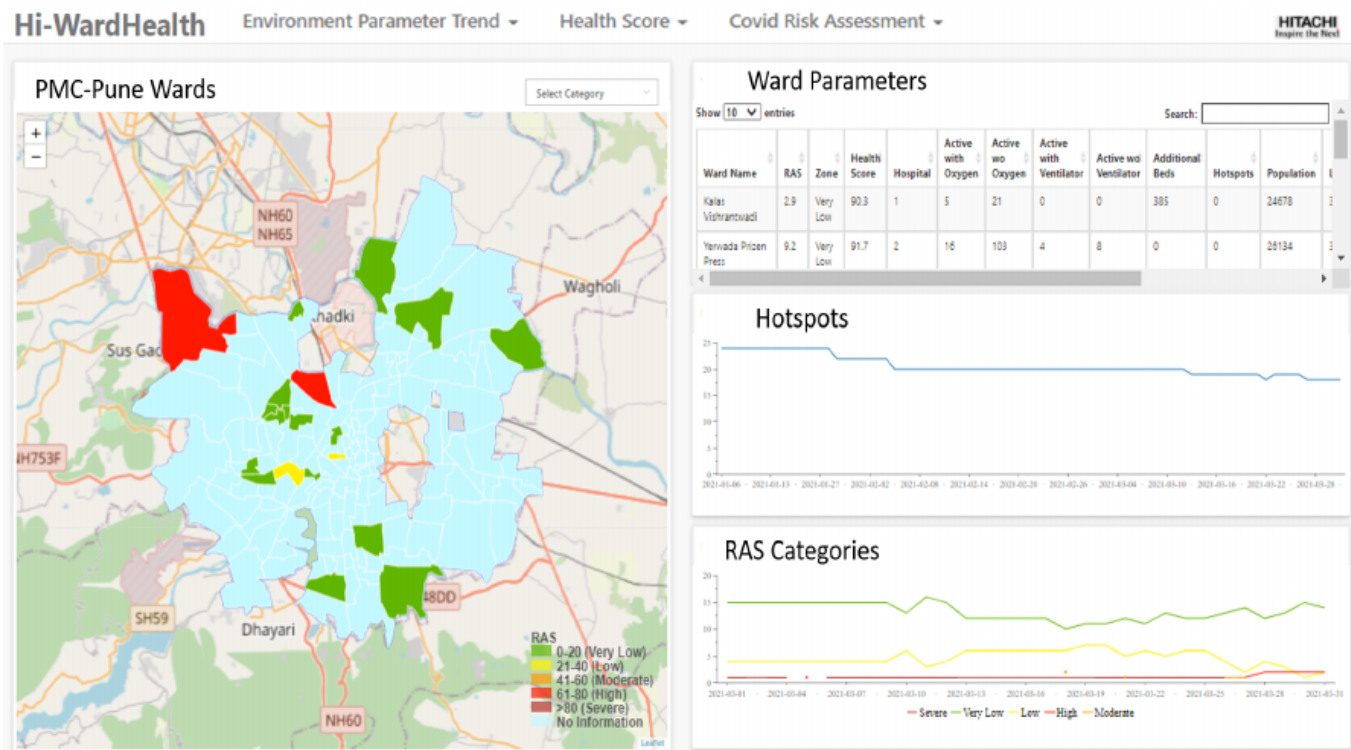 Hi-WardHealth
Environment Parameter Trend
Health Score
Covid Risk Assessment
HITACHI
Inspire the Next
PMC-Pune Wards
Select Category
+
−
NH60
NH65
Wagholi
hadki
Sus Gao
NH753F
SH59
Dhayari
48DD
NH60
RAS
0-20 (Very Low)
21-40 (Low)
41-60 (Moderate)
61-80 (High)
>80 (Severe)
No Information
Leaflet
Ward Parameters
Show 10 entries
Search:
Ward Name RAS Zone Health Score Hospital Active with Oxygen Active wo Oxygen Active with Ventilator Active wo Ventilator Additional Beds Hotspots Population L
Kalas Vishrantwadi 2.9 Very Low 90.3 1 5 21 0 0 385 0 24678 3
Yerwada Prizen Press 9.2 Very Low 91.7 2 16 103 4 8 0 0 26134 3
Hotspots
25
20
15
10
5
0
2021-01-06 2021-01-13 2021-01-27 2021-02-02 2021-02-08 2021-02-14 2021-02-20 2021-02-26 2021-03-04 2021-03-10 2021-03-16 2021-03-22 2021-03-28
RAS Categories
20
15
10
5
0
2021-03-01 2021-03-04 2021-03-07 2021-03-10 2021-03-13 2021-03-16 2021-03-19 2021-03-22 2021-03-25 2021-03-28 2021-03-31
Severe Very Low Low High Moderate